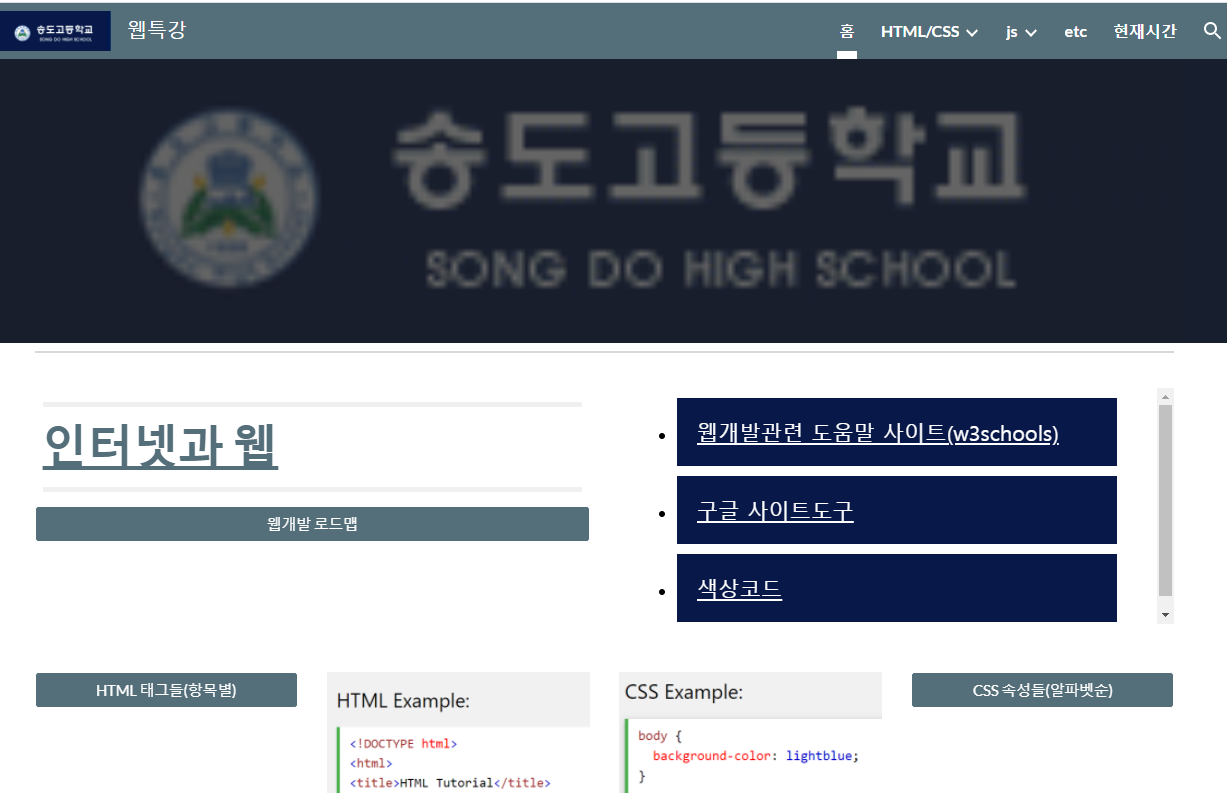 송도고등학교
SONG DO HIGH SCHOOL
웹특강
홈
HTML/CSS
js
etc
현재시간
송도고등학교
SONG DO HIGH SCHOOL
인터넷과 웹
웹개발 로드맵
웹개발관련 도움말 사이트(w3schools)
구글 사이트도구
색상코드
HTML 태그들(항목별)
HTML Example:
<!DOCTYPE html>
<html>
<title>HTML Tutorial</title>
CSS Example:
body {
background-color: lightblue;
}
CSS 속성들(알파벳순)